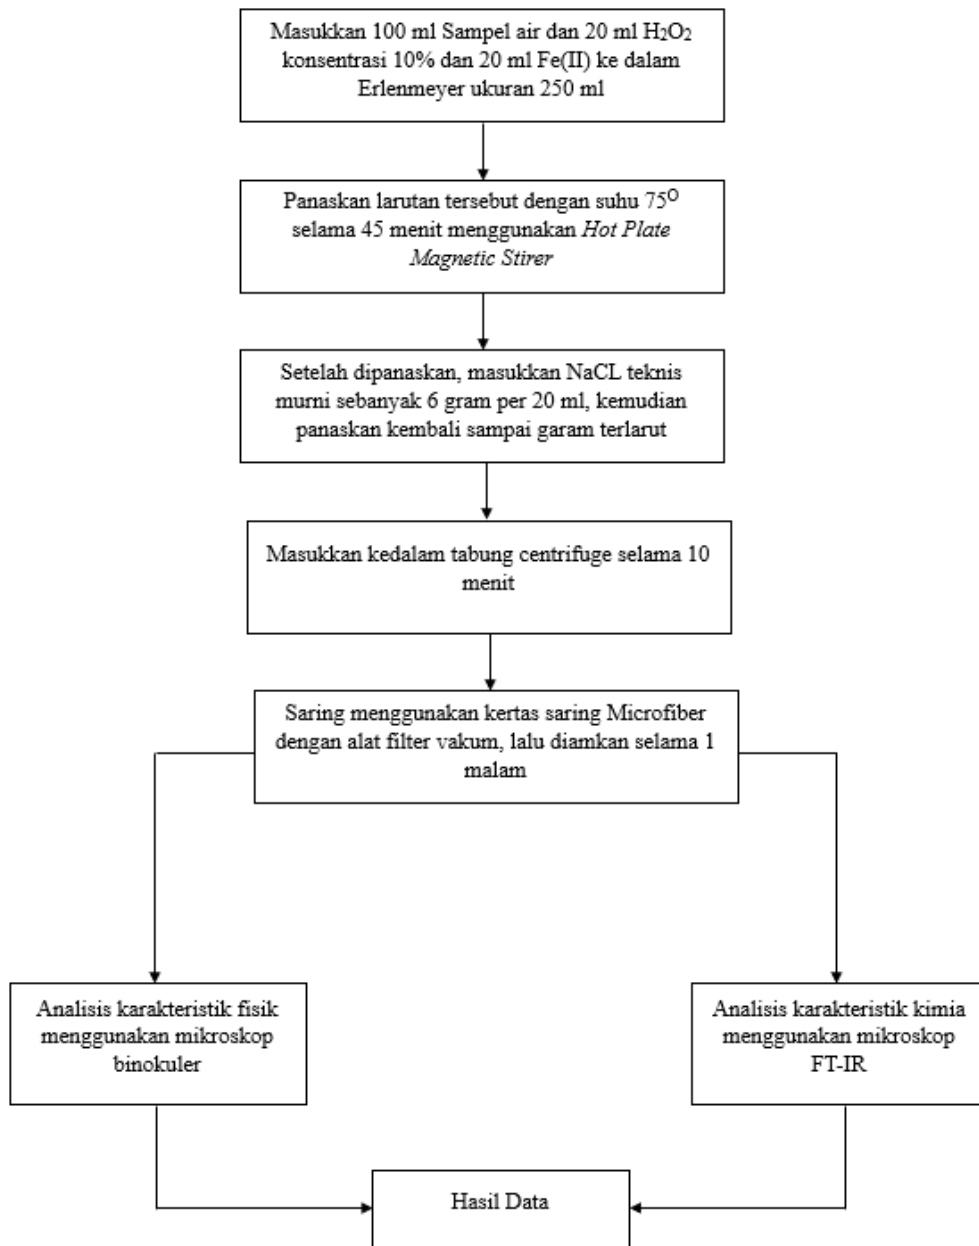 Masukkan 100 ml Sampel air dan 20 ml H₂O₂
konsentrasi 10% dan 20 ml Fe(II) ke dalam
Erlenmeyer ukuran 250 ml
Panaskan larutan tersebut dengan suhu 75⁰
selama 45 menit menggunakan Hot Plate
Magnetic Stirer
Setelah dipanaskan, masukkan NaCL teknis
murni sebanyak 6 gram per 20 ml, kemudian
panaskan kembali sampai garam terlarut
Masukkan kedalam tabung centrifuge selama 10
menit
Saring menggunakan kertas saring Microfiber
dengan alat filter vakum, lalu diamkan selama 1
malam
Analisis karakteristik fisik
menggunakan mikroskop
binokuler
Analisis karakteristik kimia
menggunakan mikroskop
FT-IR
Hasil Data